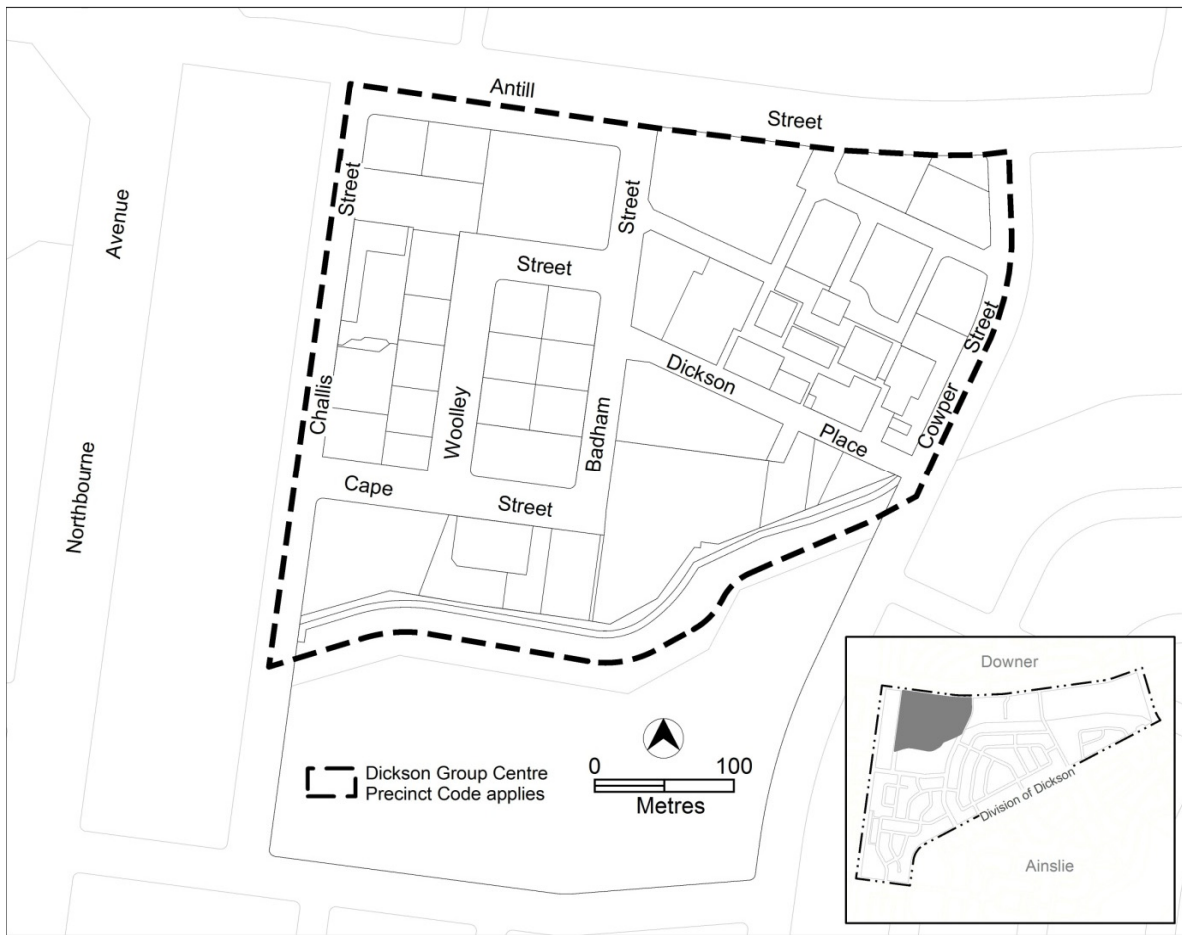 Antill
Street
Street
Street
Avenue
Street
Dickson
Street
Challis
Woolley
Badham
Place
Cowper
Cape
Street
Northbourne
Dickson Group Centre
Precinct Code applies
0 100
Metres
Downer
Division of Dickson
Ainslie